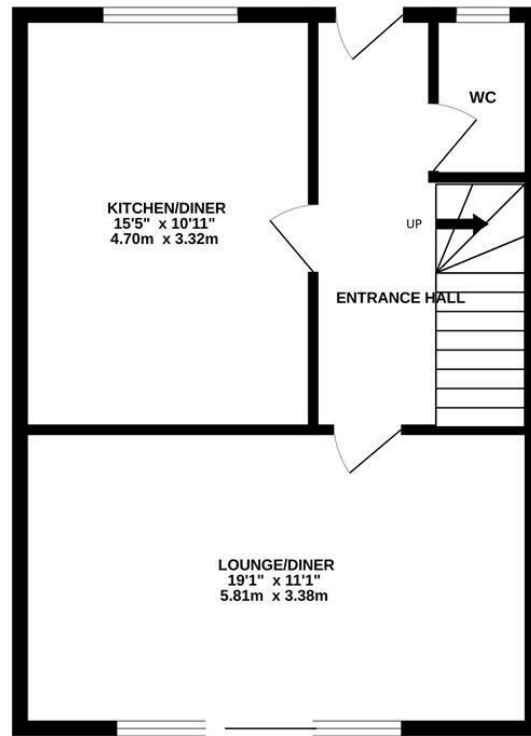 WC
KITCHEN/DINER
15'5" x 10'11"
4.70m x 3.32m
UP
ENTRANCE HALL
LOUNGE/DINER
19'1" x 11'1"
5.81m x 3.38m